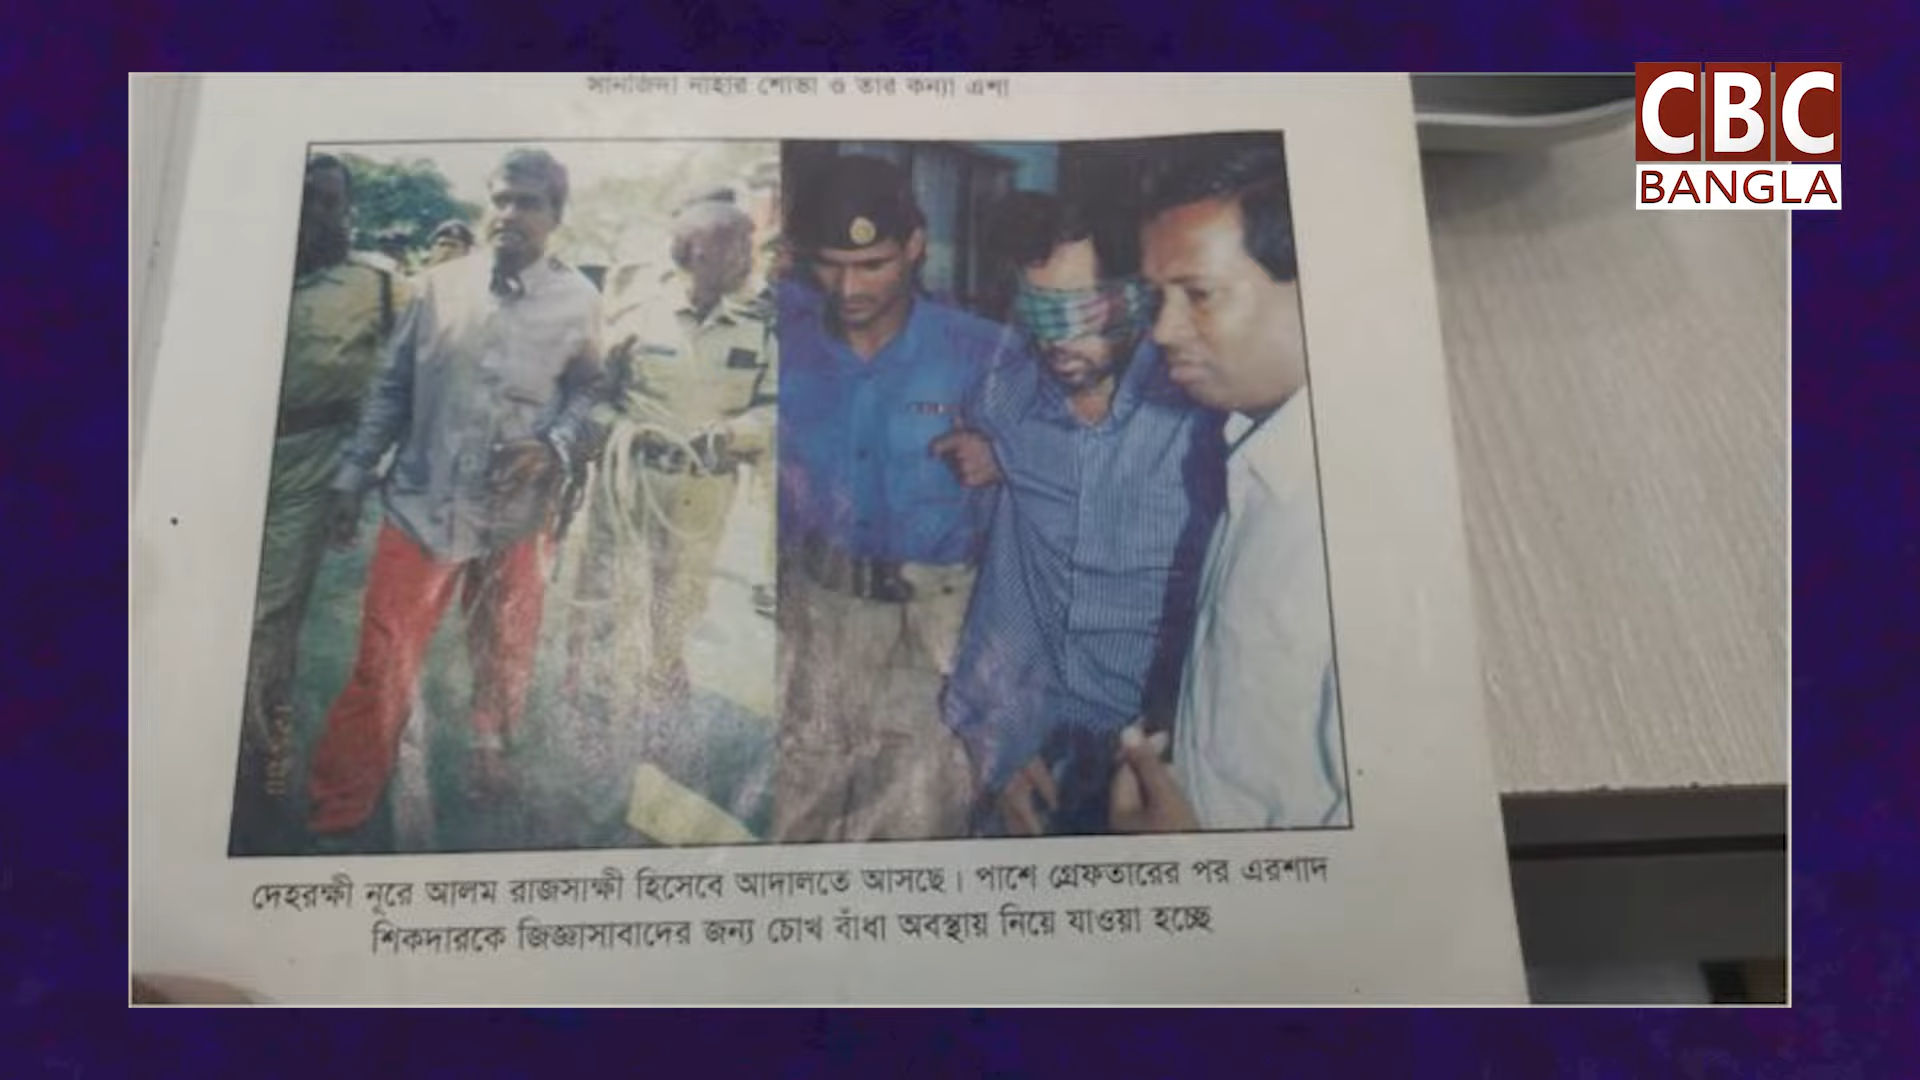 সানজিদা নাহার শোভা ও তার কন্যা এশা
CBC
BANGLA
দেহরক্ষী নূরে আলম রাজসাক্ষী হিসেবে আদালতে আসছে। পাশে গ্রেফতারের পর এরশাদ
শিকদারকে জিজ্ঞাসাবাদের জন্য চোখ বাঁধা অবস্থায় নিয়ে যাওয়া হচ্ছে